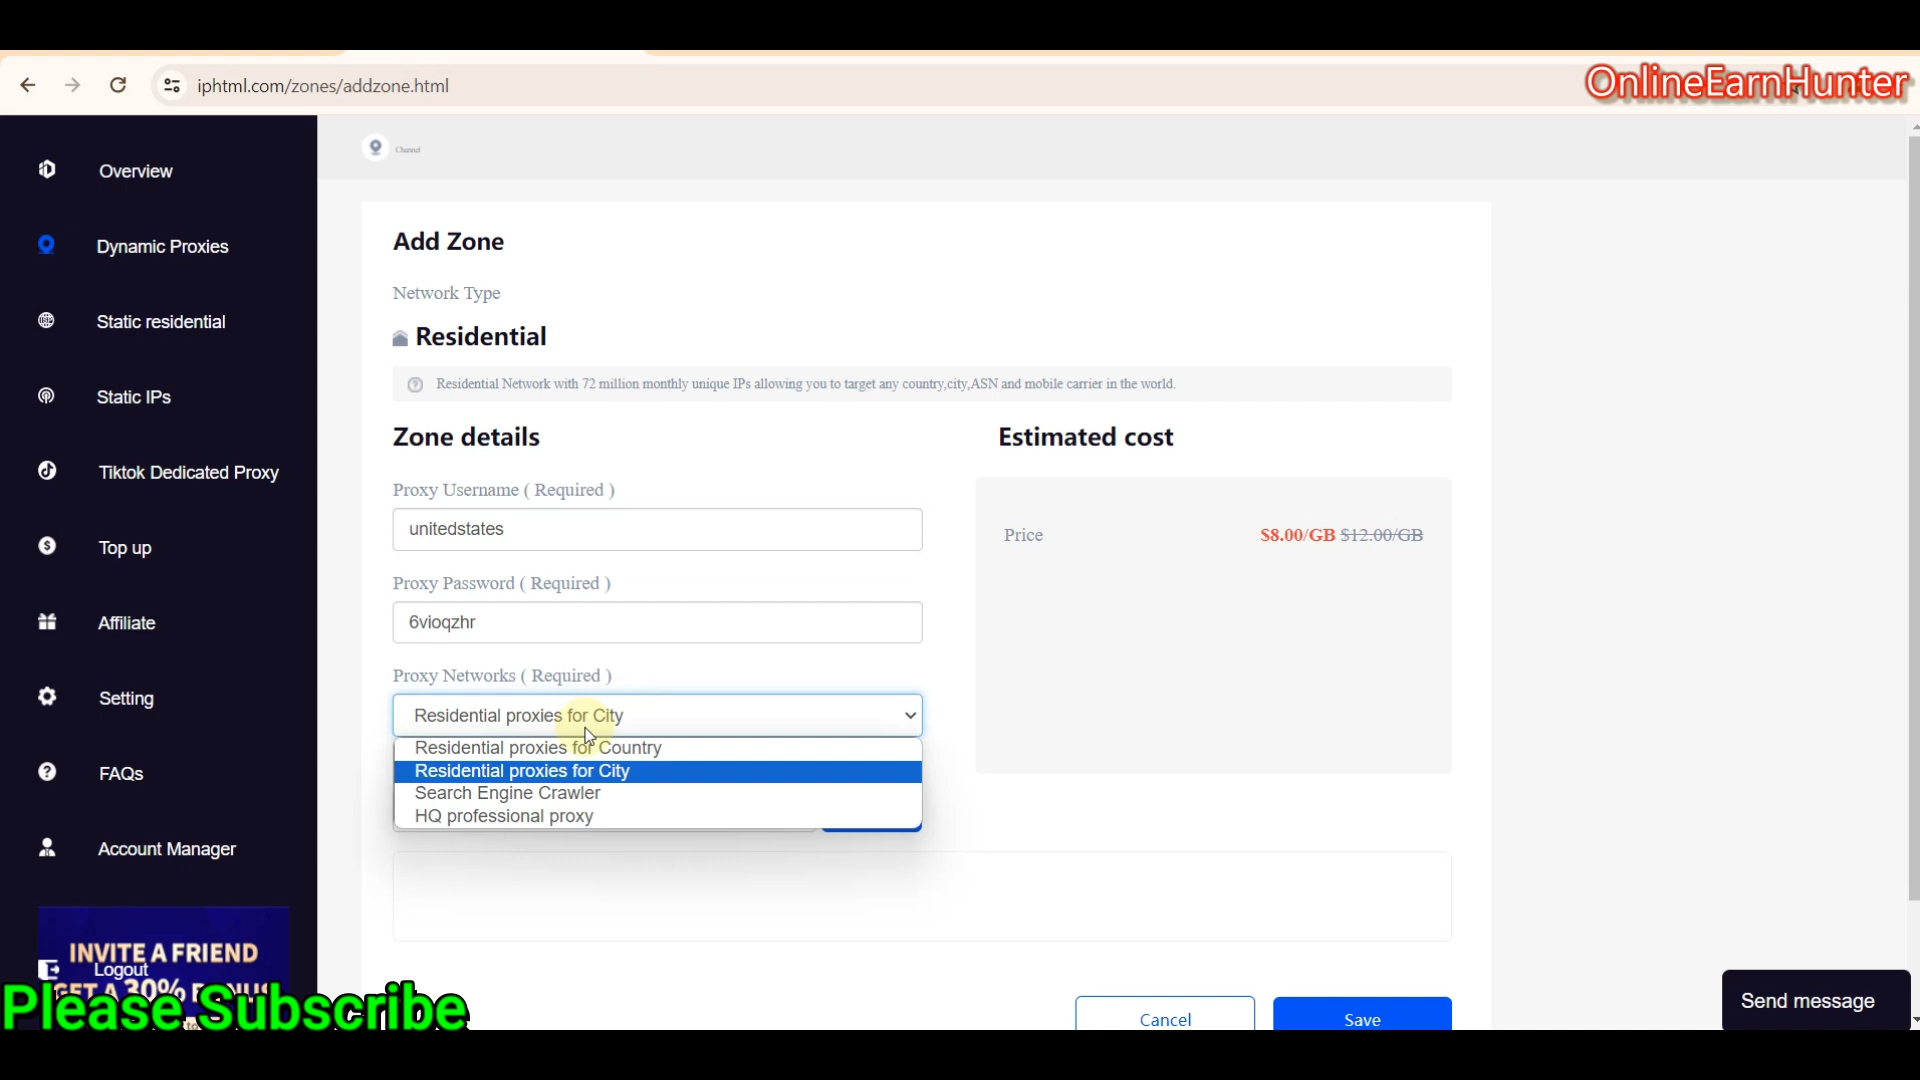 iphtml.com/zones/addzone.html
OnlineEarnHunter
Overview
Dynamic Proxies
Static residential
Static IPs
Tiktok Dedicated Proxy
Top up
Affiliate
Setting
FAQs
Account Manager
INVITE A FRIEND
Logout
GET A 30% BONUS
Please Subscribe
Channel
Add Zone
Network Type
Residential
Residential Network with 72 million monthly unique IPs allowing you to target any country,city,ASN and mobile carrier in the world.
Zone details
Proxy Username ( Required )
unitedstates
Proxy Password ( Required )
6vioqzhr
Proxy Networks ( Required )
Residential proxies for City
Residential proxies for Country
Residential proxies for City
Search Engine Crawler
HQ professional proxy
Estimated cost
Price $8.00/GB $12.00/GB
Cancel
Save
Send message